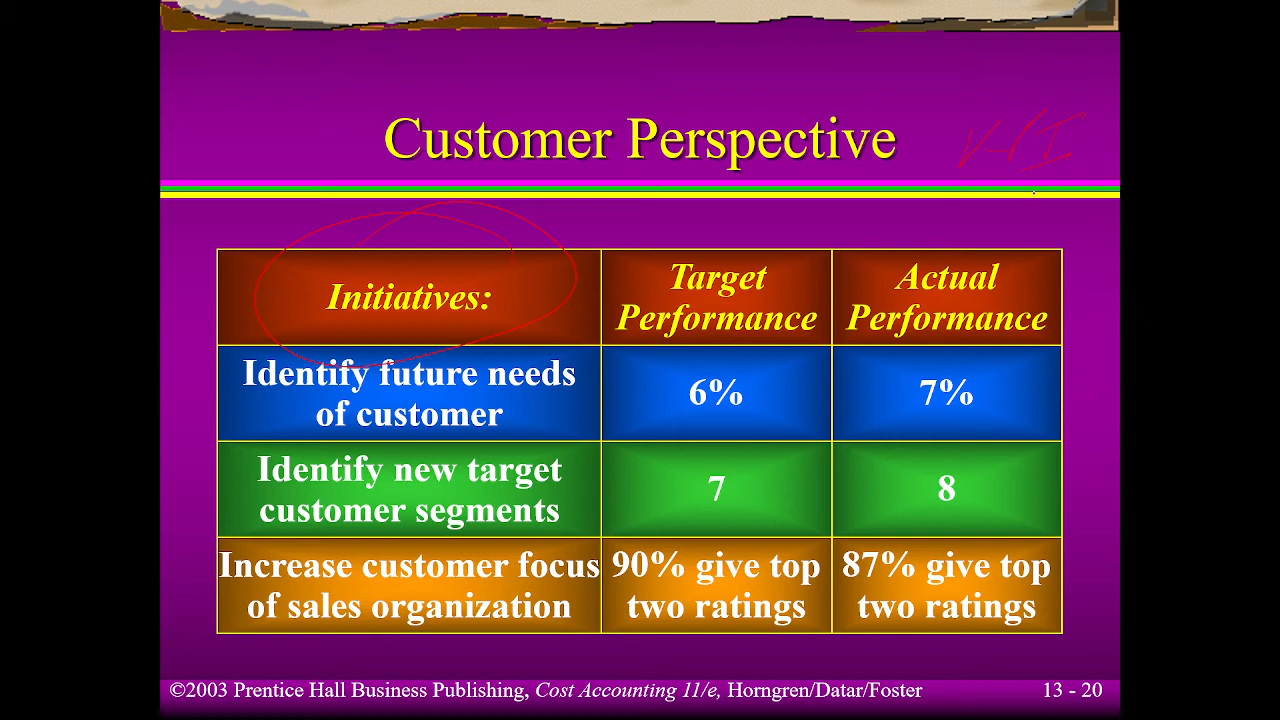 Customer Perspective
Initiatives:
Target
Performance
Actual
Performance
Identify future needs
of customer
6%
7%
Identify new target
customer segments
7
8
Increase customer focus
of sales organization
90% give top
two ratings
87% give top
two ratings
©2003 Prentice Hall Business Publishing, Cost Accounting 11/e, Horngren/Datar/Foster
13 - 20